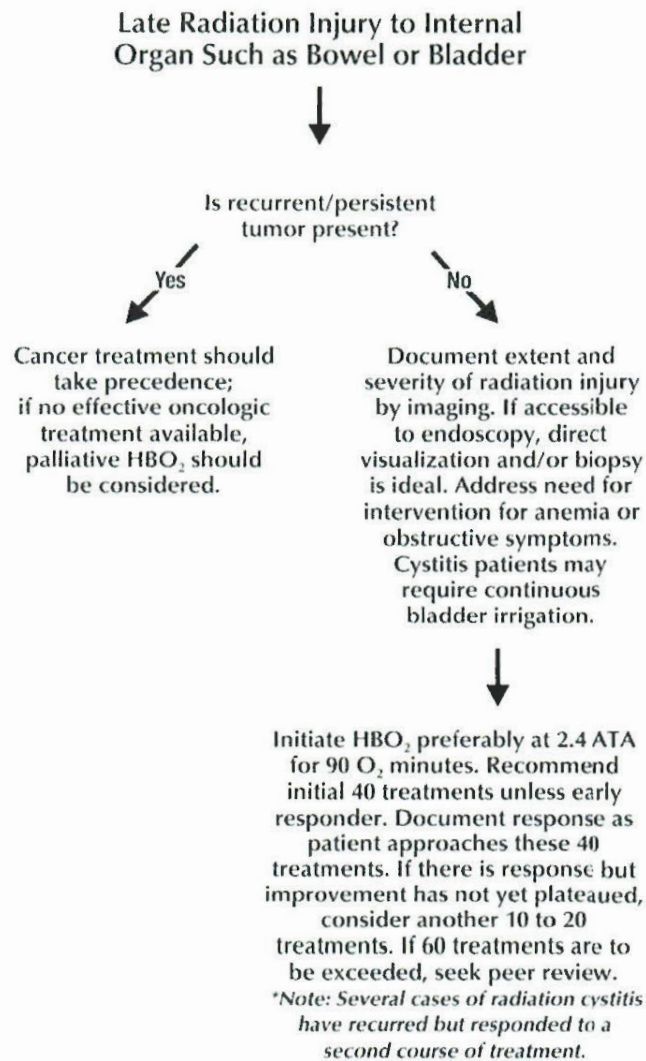 Late Radiation Injury to Internal
Organ Such as Bowel or Bladder
Is recurrent/persistent
tumor present?
Yes
No
Cancer treatment should
take precedence;
if no effective oncologic
treatment available,
palliative HBO₂ should
be considered.
Document extent and
severity of radiation injury
by imaging. If accessible
to endoscopy, direct
visualization and/or biopsy
is ideal. Address need for
intervention for anemia or
obstructive symptoms.
Cystitis patients may
require continuous
bladder irrigation.
Initiate HBO₂ preferably at 2.4 ATA
for 90 O₂ minutes. Recommend
initial 40 treatments unless early
responder. Document response as
patient approaches these 40
treatments. If there is response but
improvement has not yet plateaued,
consider another 10 to 20
treatments. If 60 treatments are to
be exceeded, seek peer review.
*Note: Several cases of radiation cystitis
have recurred but responded to a
second course of treatment.